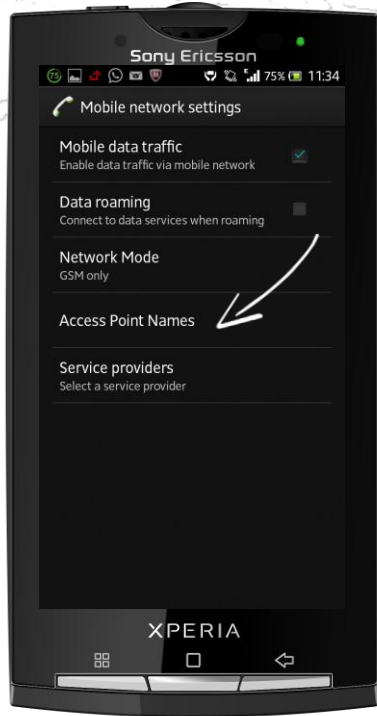 Sony Ericsson
75 75% 11:34
Mobile network settings
Mobile data traffic
Enable data traffic via mobile network
Data roaming
Connect to data services when roaming
Network Mode
GSM only
Access Point Names
Service providers
Select a service provider
XPERIA